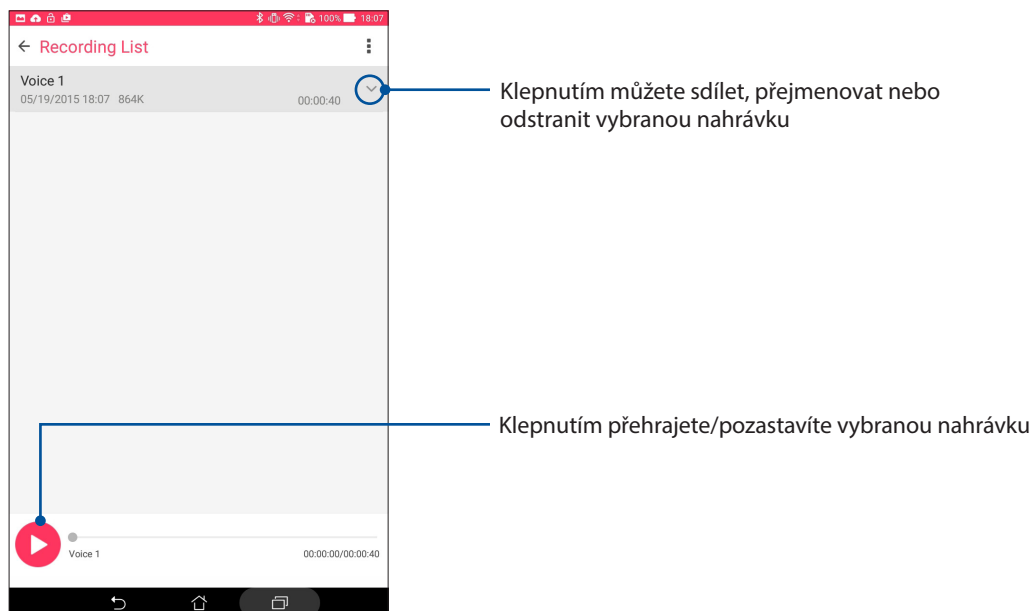 100% 18:07
Recording List
Voice 1
05/19/2015 18:07 864K 00:00:40
Klepnutím můžete sdílet, přejmenovat nebo
odstranit vybranou nahrávku
Klepnutím přehrajete/pozastavíte vybranou nahrávku
Voice 1 00:00:00/00:00:40